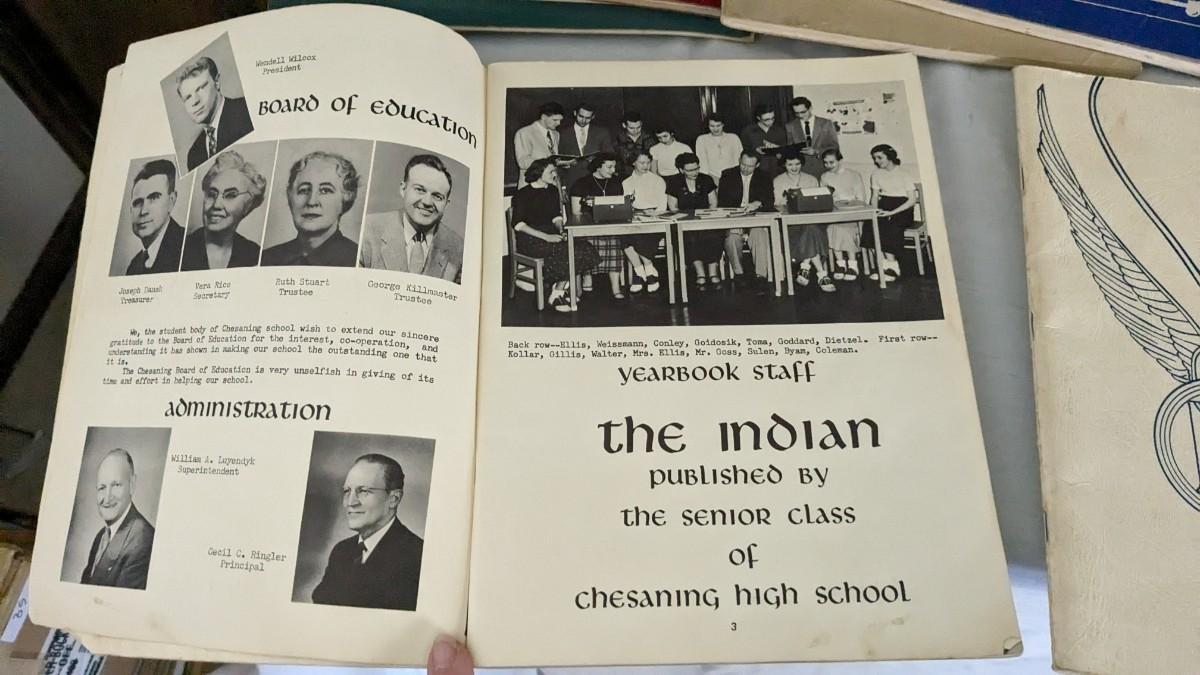 Wendell Wilcox
President
BOARD OF EDUCATION
Joseph Dansk
Treasurer
Vera Rice
Secretary
Ruth Stuart
Trustee
George Killmaster
Trustee
We, the student body of Chesaning school wish to extend our sincere
gratitude to the Board of Education for the interest, co-operation, and
understanding it has shown in making our school the outstanding one that
it is.
The Chesaning Board of Education is very unselfish in giving of its
time and effort in helping our school.
administration
William A. Luyendyk
Superintendent
Cecil C. Ringler
Principal
Back row--Ellis, Weissmann, Conley, Goidosik, Toma, Goddard, Dietzel. First row--
Kollar, Gillis, Walter, Mrs. Ellis, Mr. Goss, Sulen, Byam, Coleman.
yearbook staff
the indian
published by
the senior class
of
chesaning high school
3